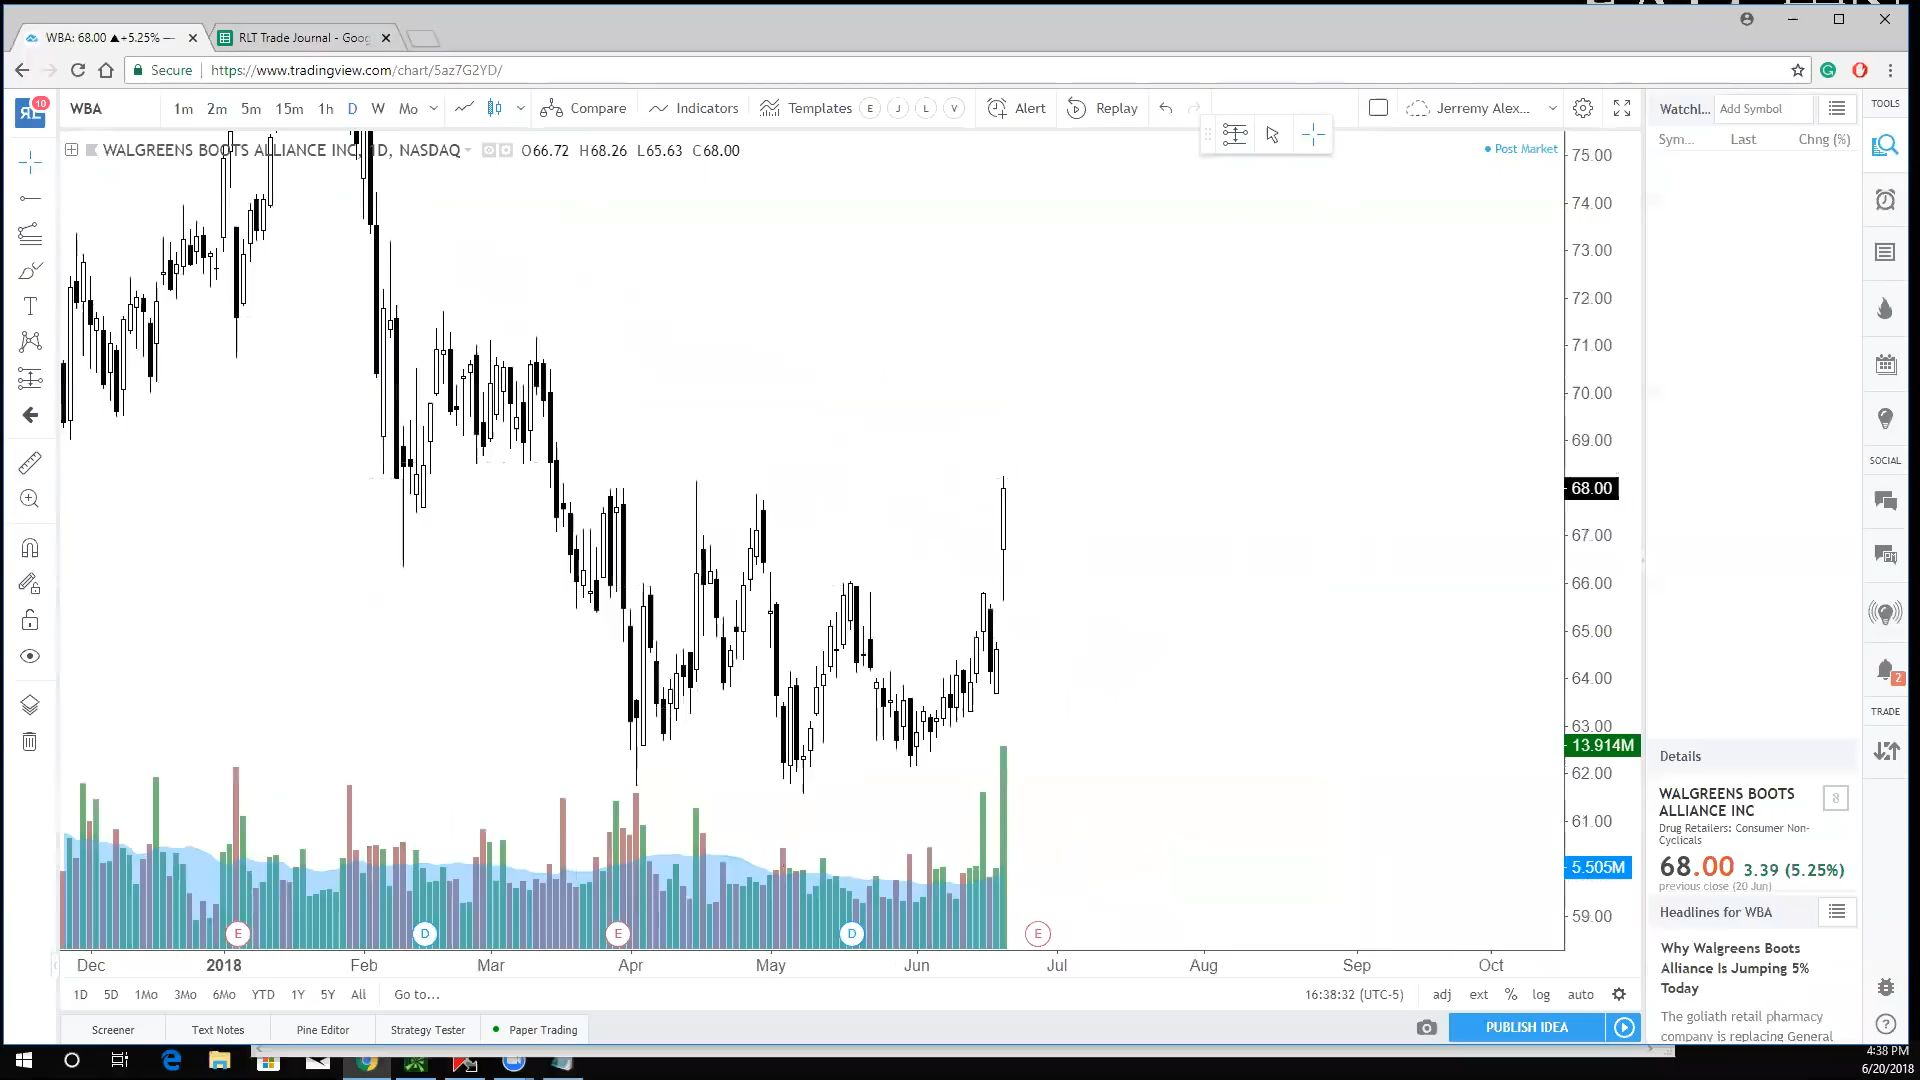 WBA: 68.00 ▲+5.25% —
RLT Trade Journal - Goog
Secure
https://www.tradingview.com/chart/5az7G2YD/
10
WBA
1m 2m 5m 15m 1h D W Mo
Compare
Indicators
Templates E J L V
Alert
Replay
Jerremy Alex...
WALGREENS BOOTS ALLIANCE INC, 1D, NASDAQ
O66.72 H68.26 L65.63 C68.00
Post Market
75.00
74.00
73.00
72.00
71.00
70.00
69.00
68.00
67.00
66.00
65.00
64.00
63.00
13.914M
62.00
61.00
5.505M
59.00
E D E D E
Dec 2018 Feb Mar Apr May Jun Jul Aug Sep Oct
1D 5D 1Mo 3Mo 6Mo YTD 1Y 5Y All Go to...
16:38:32 (UTC-5) adj ext % log auto
Screener Text Notes Pine Editor Strategy Tester Paper Trading
PUBLISH IDEA
Watchl...
Add Symbol
Sym... Last Chng (%)
TOOLS
SOCIAL
2
TRADE
Details
WALGREENS BOOTS
ALLIANCE INC
8
Drug Retailers: Consumer Non-
Cyclicals
68.00 3.39 (5.25%)
previous close (20 Jun)
Headlines for WBA
Why Walgreens Boots
Alliance Is Jumping 5%
Today
The goliath retail pharmacy
company is replacing General
4:38 PM
6/20/2018